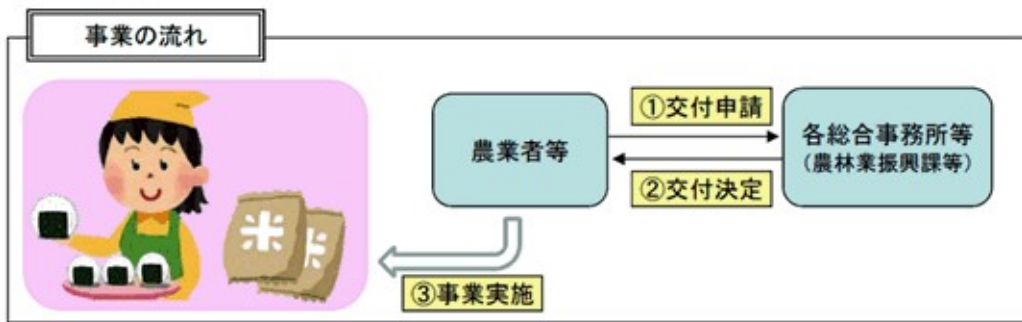 事業の流れ
農業者等
①交付申請
②交付決定
各総合事務所等
(農林業振興課等)
米
米
③事業実施